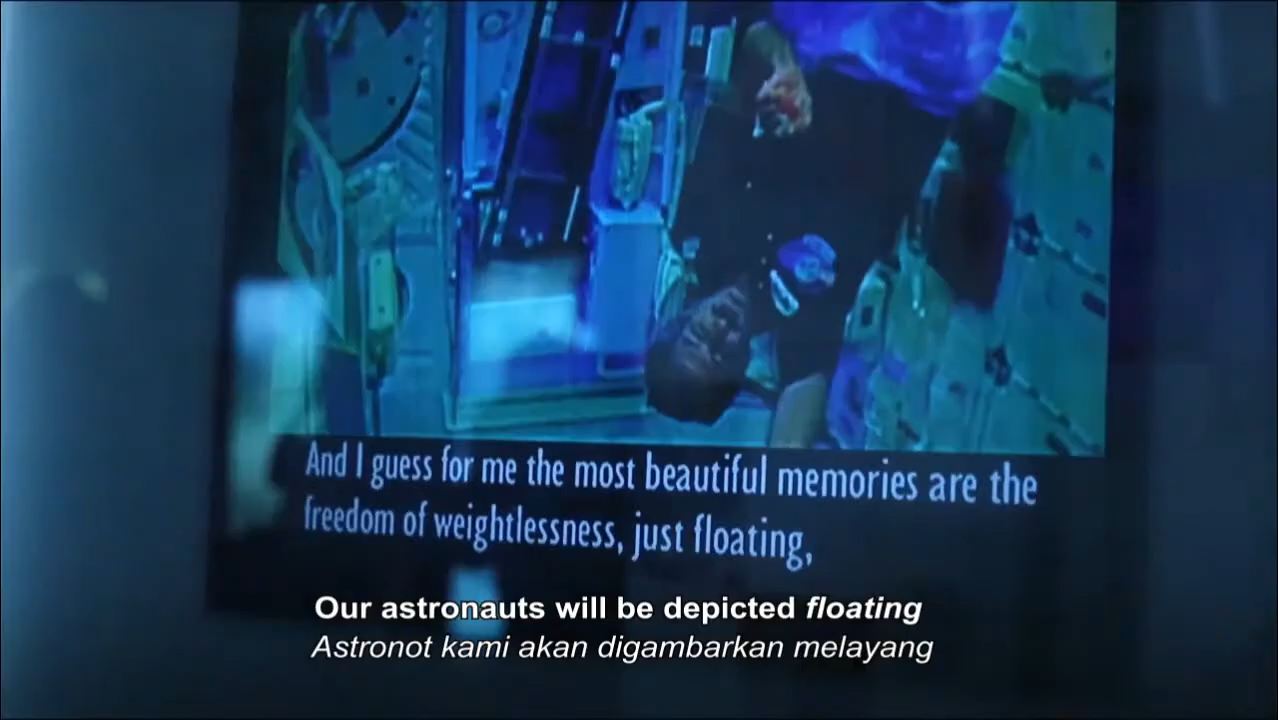 And I guess for me the most beautiful memories are the
freedom of weightlessness, just floating,
Our astronauts will be depicted floating
Astronot kami akan digambarkan melayang